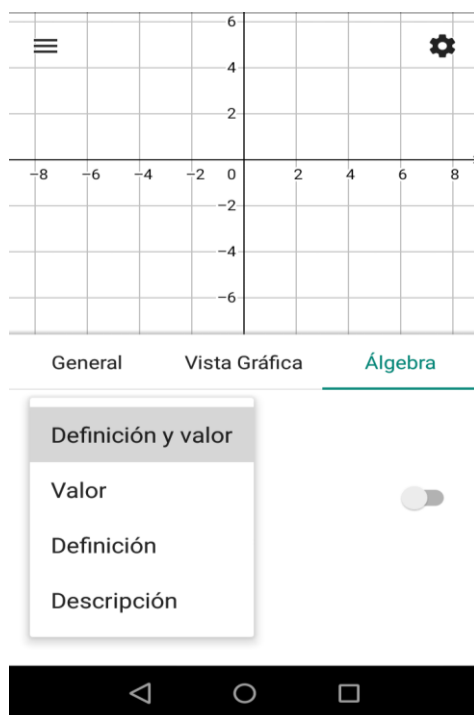 6
4
2
−8 −6 −4 −2 0 2 4 6 8
−2
−4
−6
General Vista Gráfica Álgebra
Definición y valor
Valor
Definición
Descripción